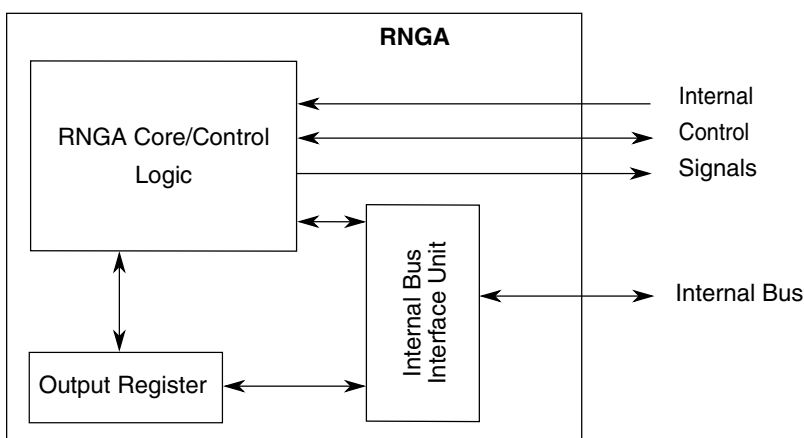 RNGA
RNGA Core/Control
Logic
Internal
Control
Signals
Internal Bus
Interface Unit
Internal Bus
Output Register